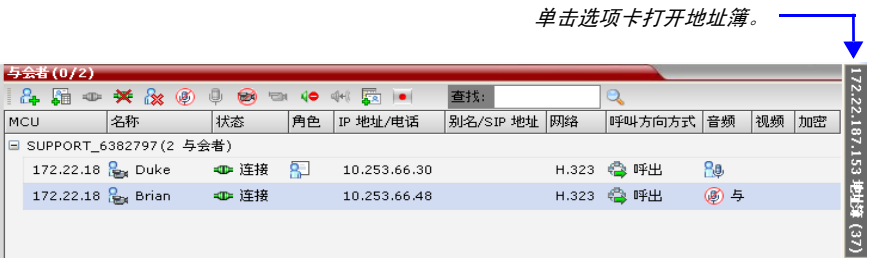 单击选项卡打开地址簿。
与会者(0/2)
查找:
MCU 名称 状态 角色 IP 地址/电话 别名/SIP 地址 网络 呼叫方向方式 音频 视频 加密
SUPPORT_6382797(2 与会者)
172.22.18 Duke 连接 10.253.66.30 H.323 呼出
172.22.18 Brian 连接 10.253.66.48 H.323 呼出 与
172.22.187.153 地址簿 (37)